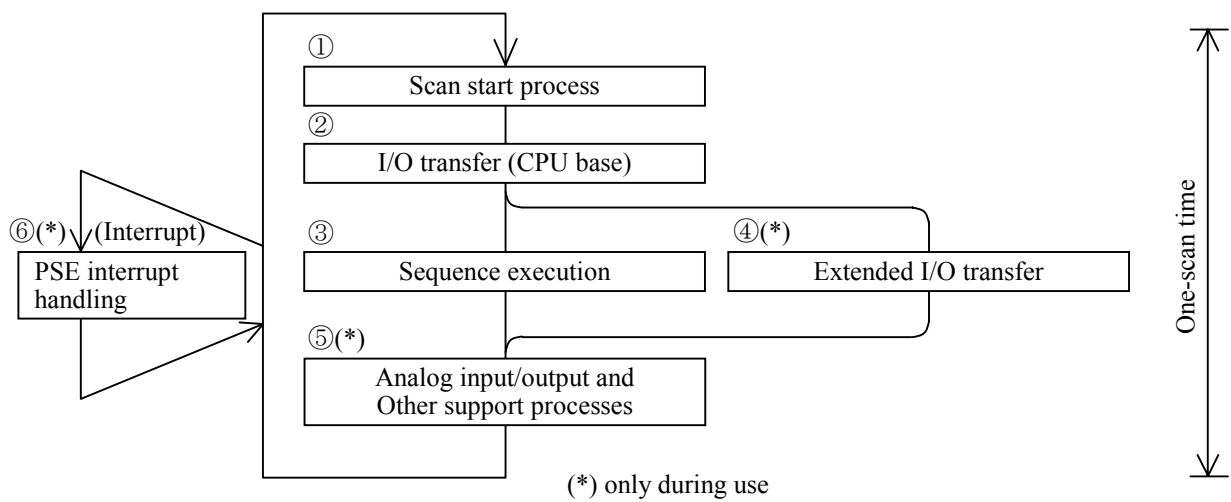 ①
Scan start process
②
I/O transfer (CPU base)
⑥(*) (Interrupt)
PSE interrupt
handling
③
Sequence execution
④(*)
Extended I/O transfer
⑤(*)
Analog input/output and
Other support processes
One-scan time
(*) only during use